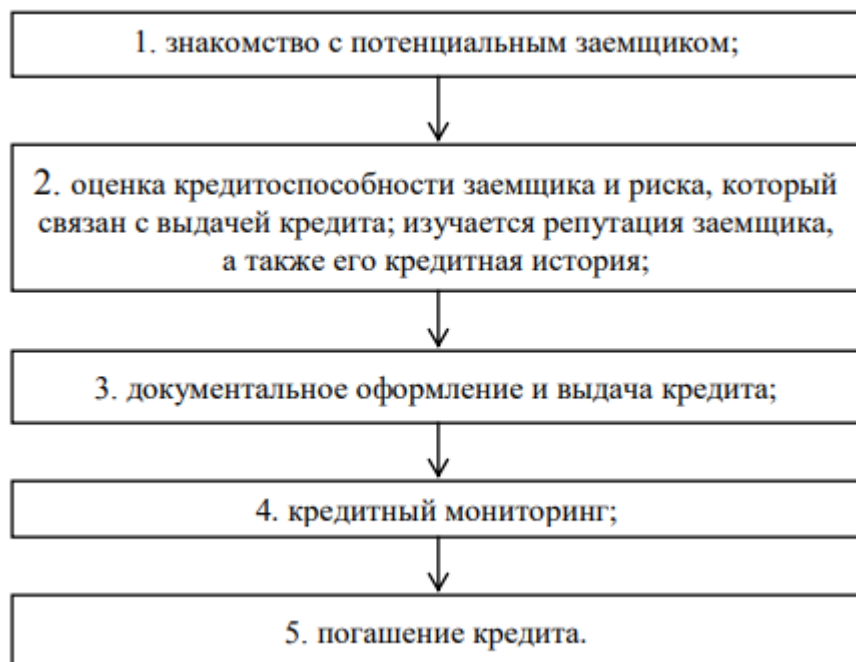 1. знакомство с потенциальным заемщиком;
2. оценка кредитоспособности заемщика и риска, который
связан с выдачей кредита; изучается репутация заемщика,
а также его кредитная история;
3. документальное оформление и выдача кредита;
4. кредитный мониторинг;
5. погашение кредита.